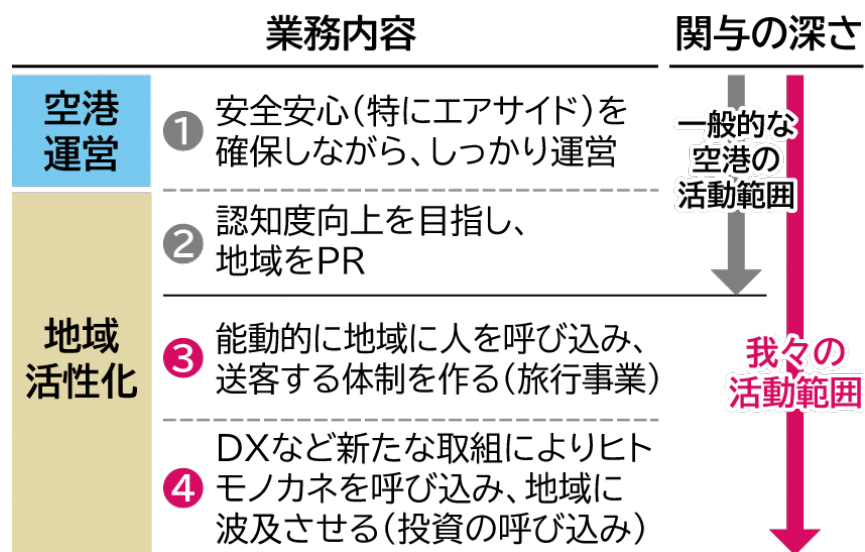 業務内容
関与の深さ
空港
運営
1 安全安心(特にエアサイド)を
確保しながら、しっかり運営
地域
活性化
2 認知度向上を目指し、
地域をPR
3 能動的に地域に人を呼び込み、
送客する体制を作る(旅行事業)
4 DXなど新たな取組によりヒト
モノカネを呼び込み、地域に
波及させる(投資の呼び込み)
一般的な
空港の
活動範囲
我々の
活動範囲